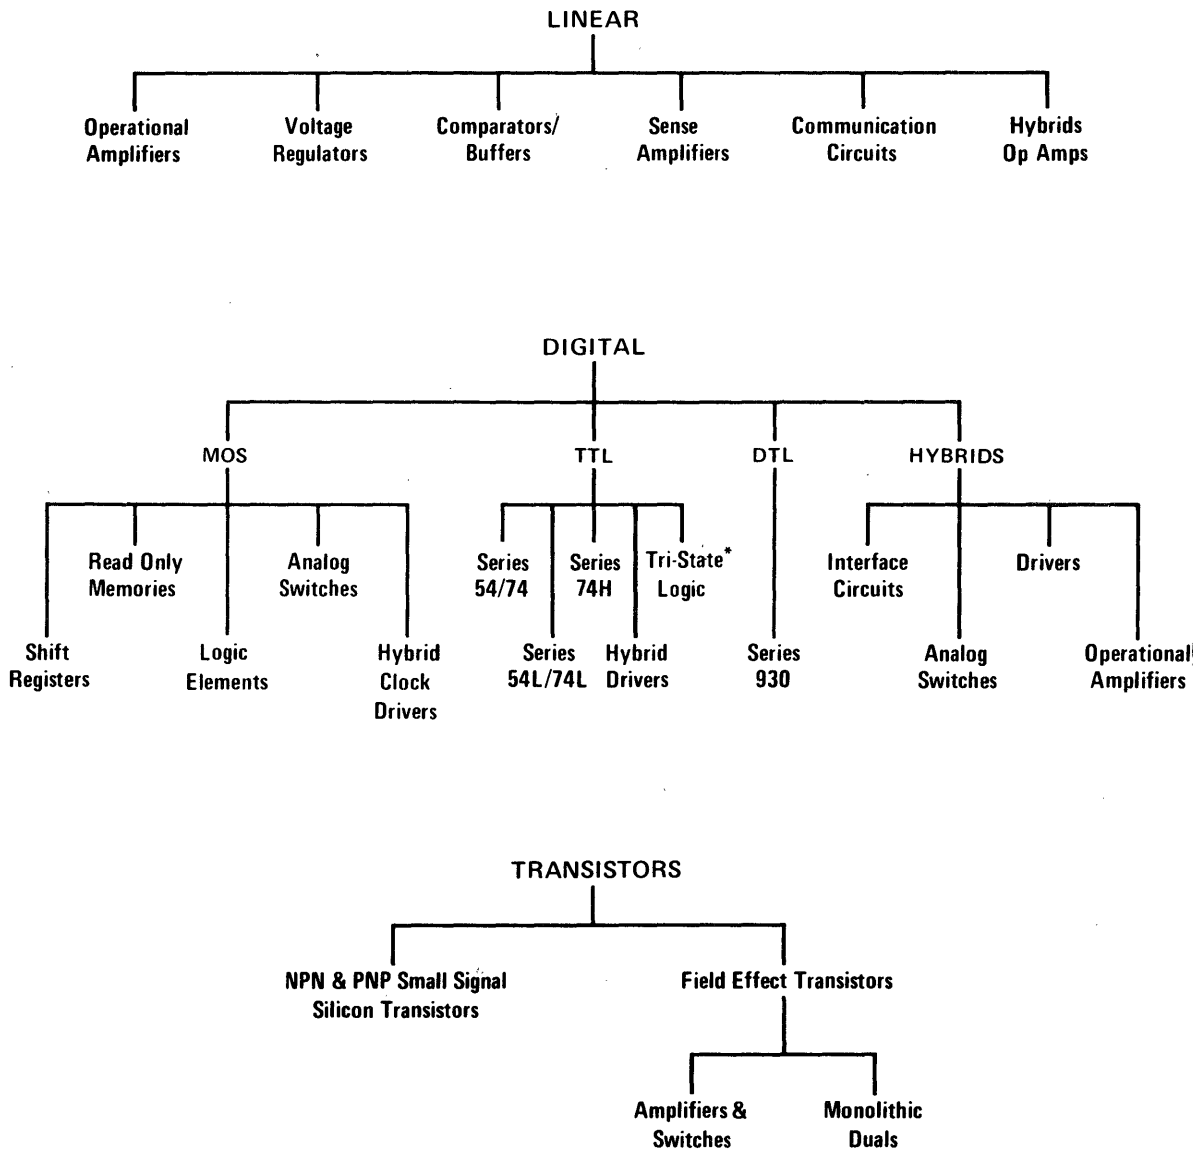 LINEAR
Operational
Amplifiers
Voltage
Regulators
Comparators/
Buffers
Sense
Amplifiers
Communication
Circuits
Hybrids
Op Amps
DIGITAL
MOS
TTL
DTL
HYBRIDS
Read Only
Memories
Analog
Switches
Series
54/74
Series
74H
Tri-State*
Logic
Interface
Circuits
Drivers
Shift
Registers
Logic
Elements
Hybrid
Clock
Drivers
Series
54L/74L
Hybrid
Drivers
Series
930
Analog
Switches
Operational
Amplifiers
TRANSISTORS
NPN & PNP Small Signal
Silicon Transistors
Field Effect Transistors
Amplifiers &
Switches
Monolithic
Duals